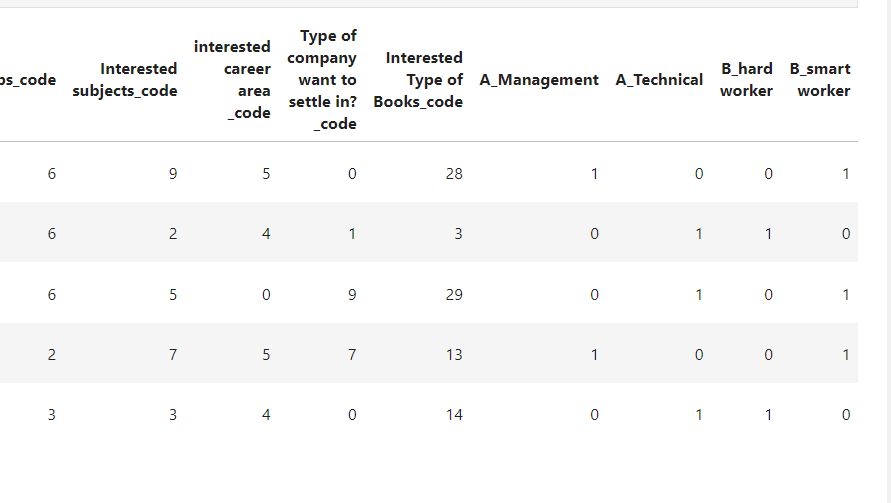 ps_code Interested subjects_code interested career area _code Type of company want to settle in? _code Interested Type of Books_code A_Management A_Technical B_hard worker B_smart worker
6 9 5 0 28 1 0 0 1
6 2 4 1 3 0 1 1 0
6 5 0 9 29 0 1 0 1
2 7 5 7 13 1 0 0 1
3 3 4 0 14 0 1 1 0